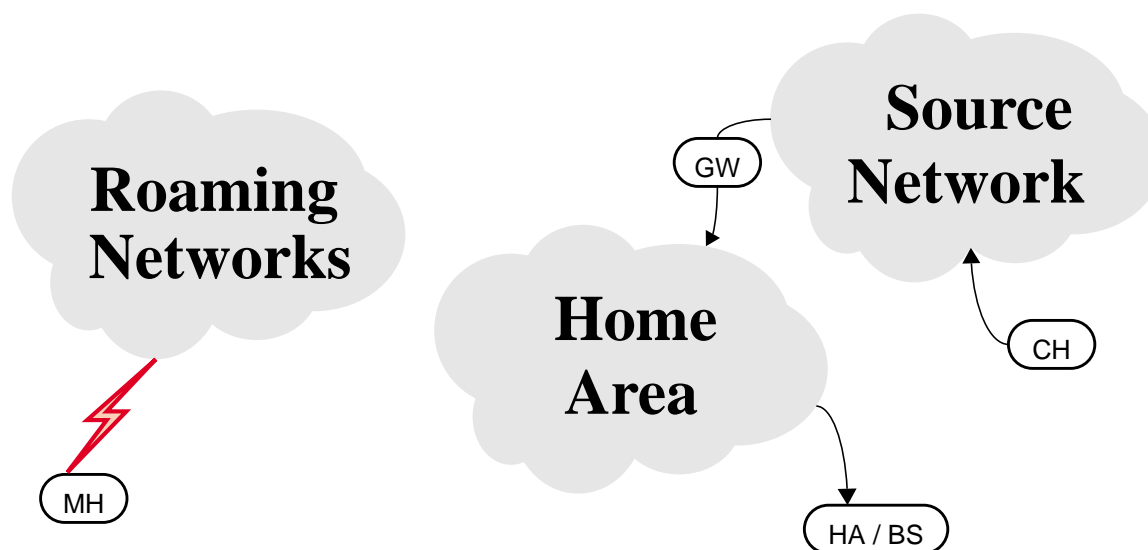 Source
Network
GW
Roaming
Networks
Home
Area
CH
MH
HA / BS